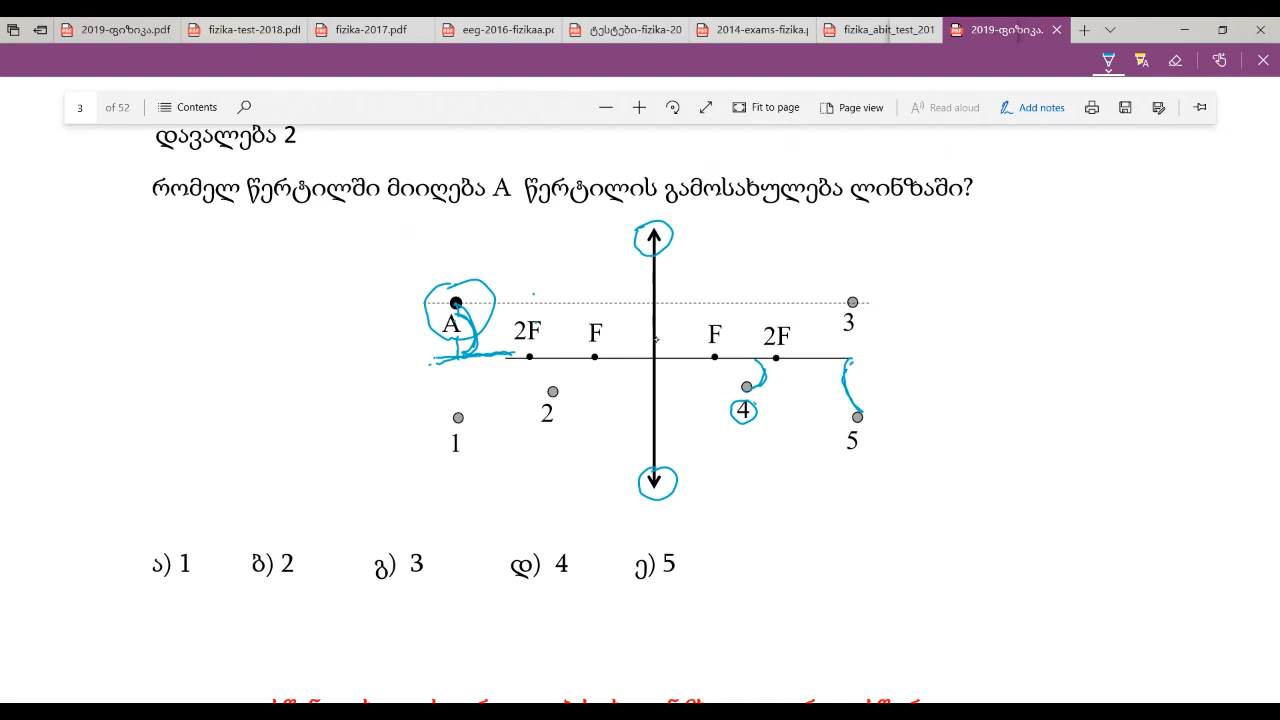 2019-ფიზიკა.pdf fizika-test-2018.pdf fizika-2017.pdf eeg-2016-fizikaa.pd ტესტები-ფიზიკა-20 2014-exams-fizika.p fizika_abit_test_201 2019-ფიზიკა.
3 of 52 Contents Fit to page Page view Read aloud Add notes
დავალება 2
რომელ წერტილში მიიღება A წერტილის გამოსახულება ლინზაში?
A 2F F F 2F 3
2 4
1 5
ა) 1 ბ) 2 გ) 3 დ) 4 ე) 5